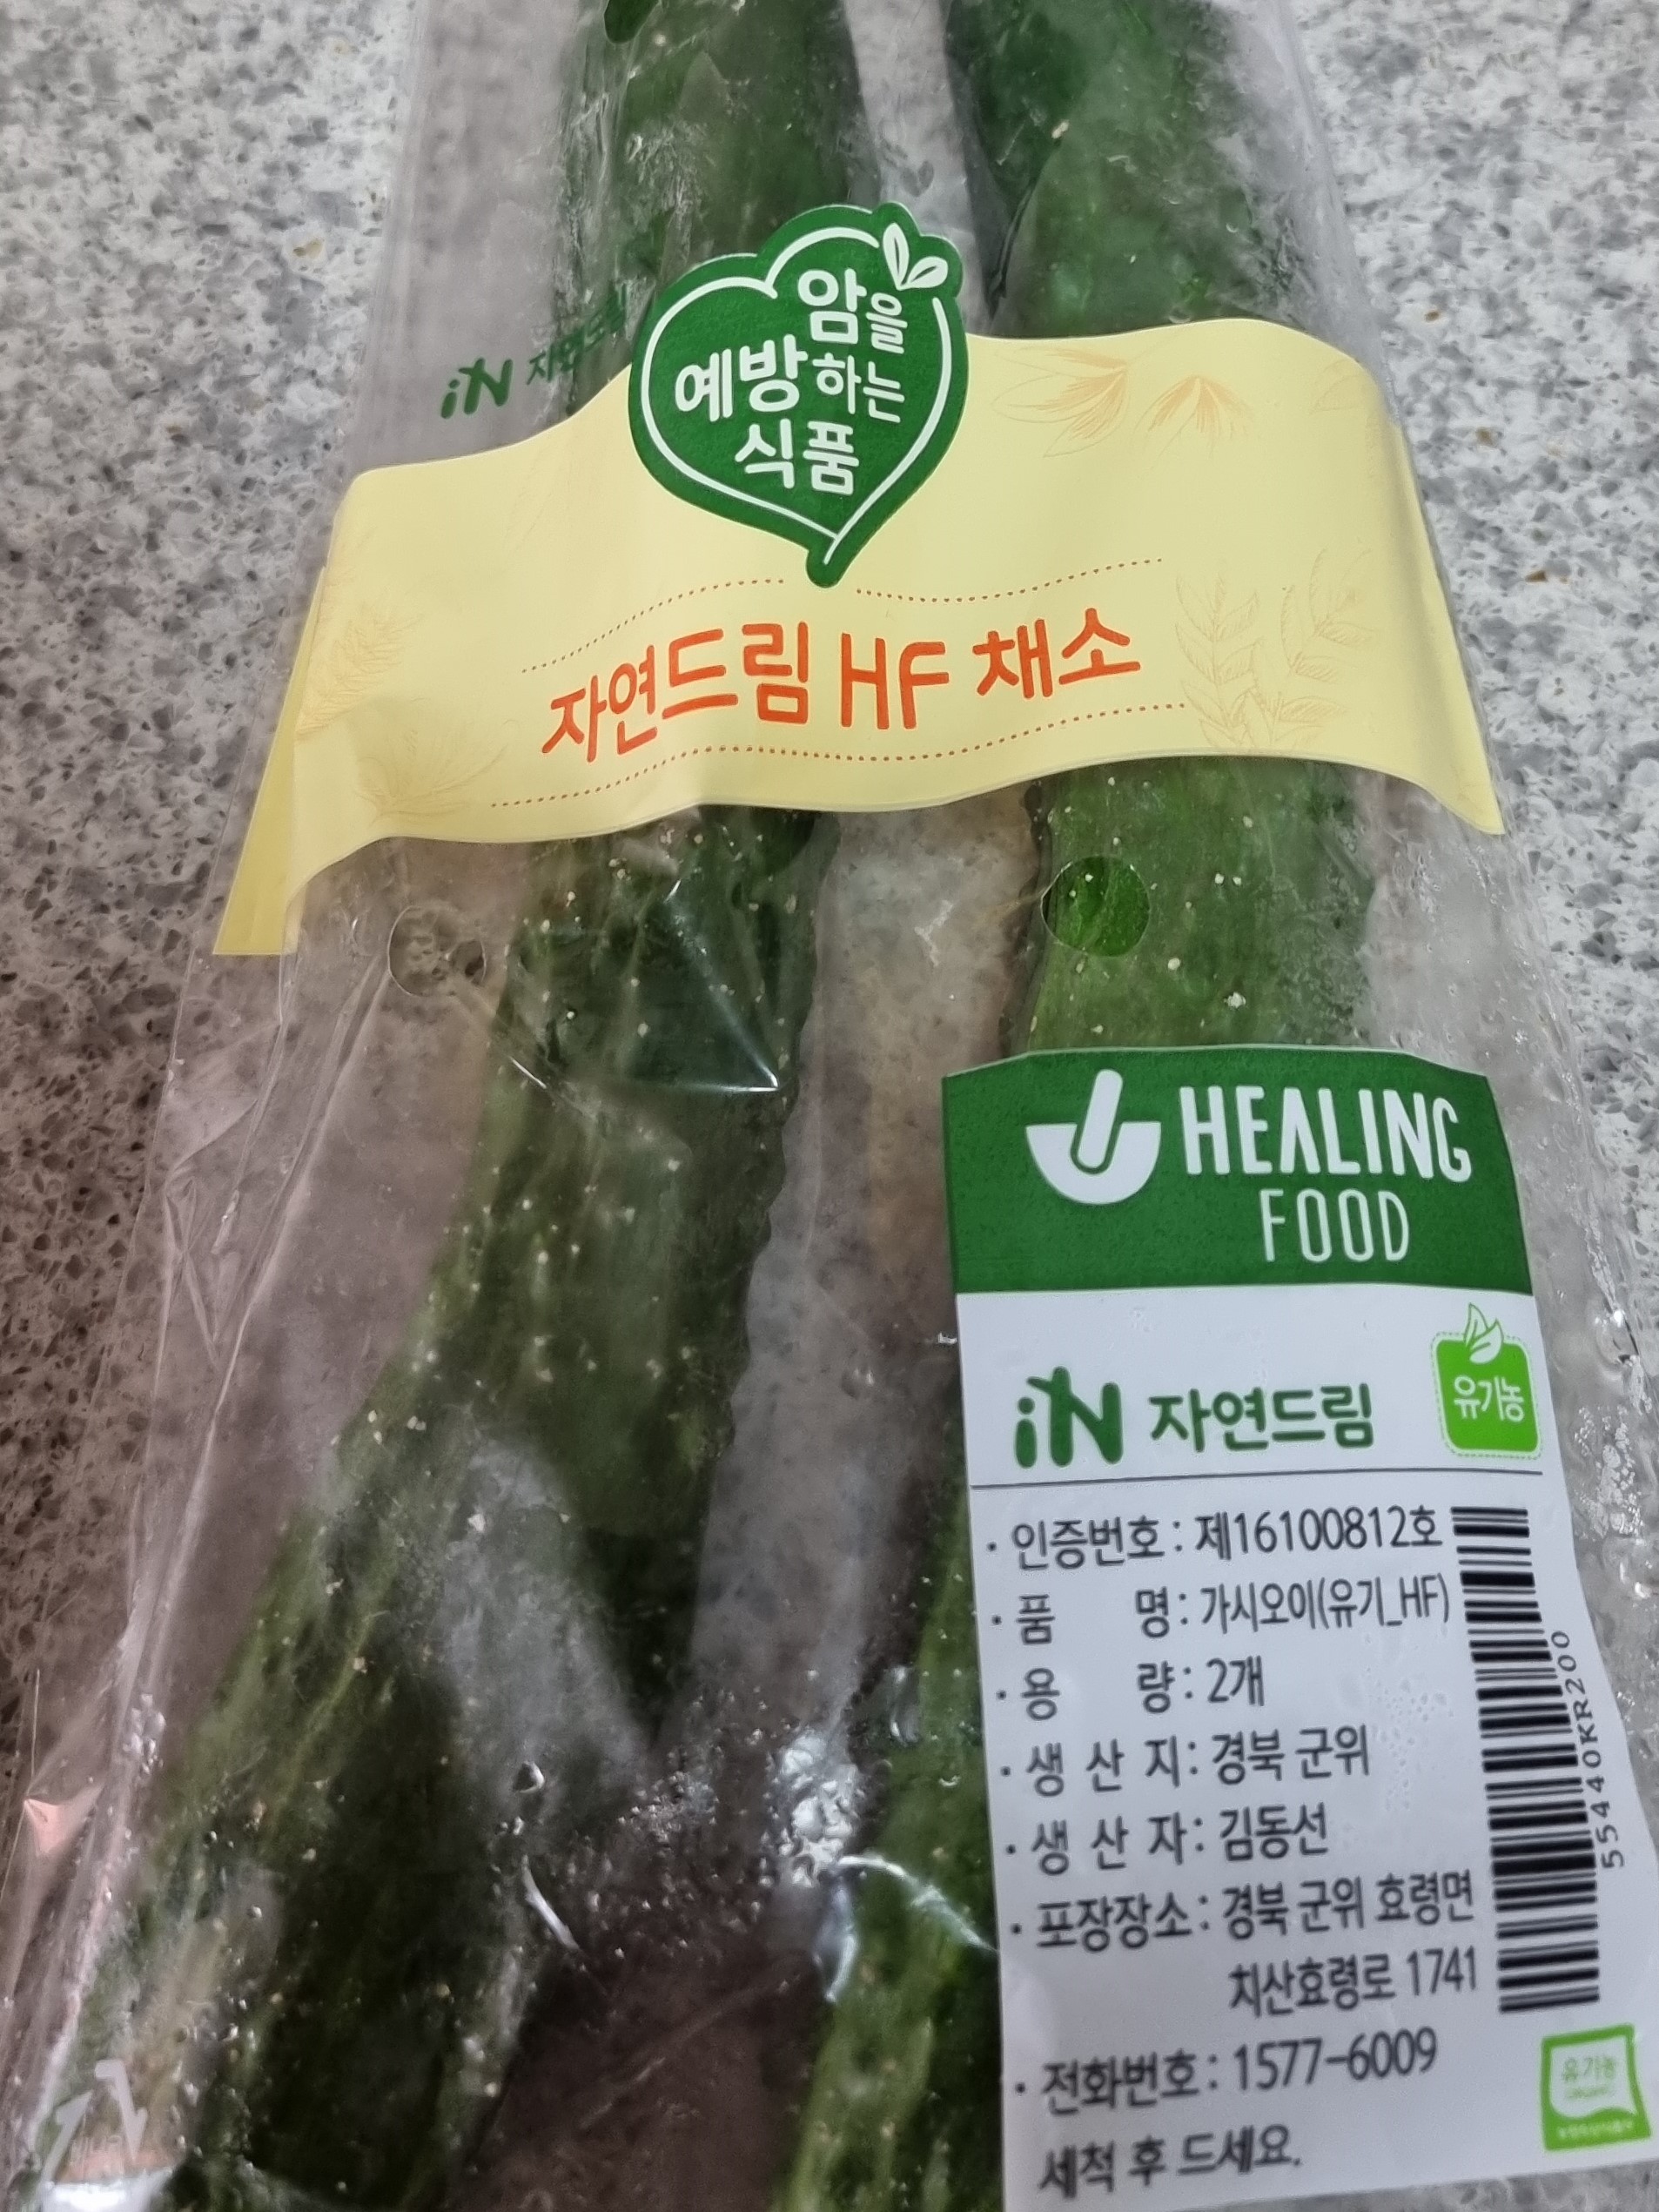 암을
예방하는
식품
iN 자연드림
자연드림 HF 채소
HEALING
FOOD
iN 자연드림
유기농
· 인증번호 : 제16100812호
· 품 명 : 가시오이(유기_HF)
· 용 량 : 2개
· 생 산 지 : 경북 군위
· 생 산 자 : 김동선
· 포장장소 : 경북 군위 효령면
치산효령로 1741
· 전화번호 : 1577-6009
세척 후 드세요.
55440KR200
유기농
ORGANIC